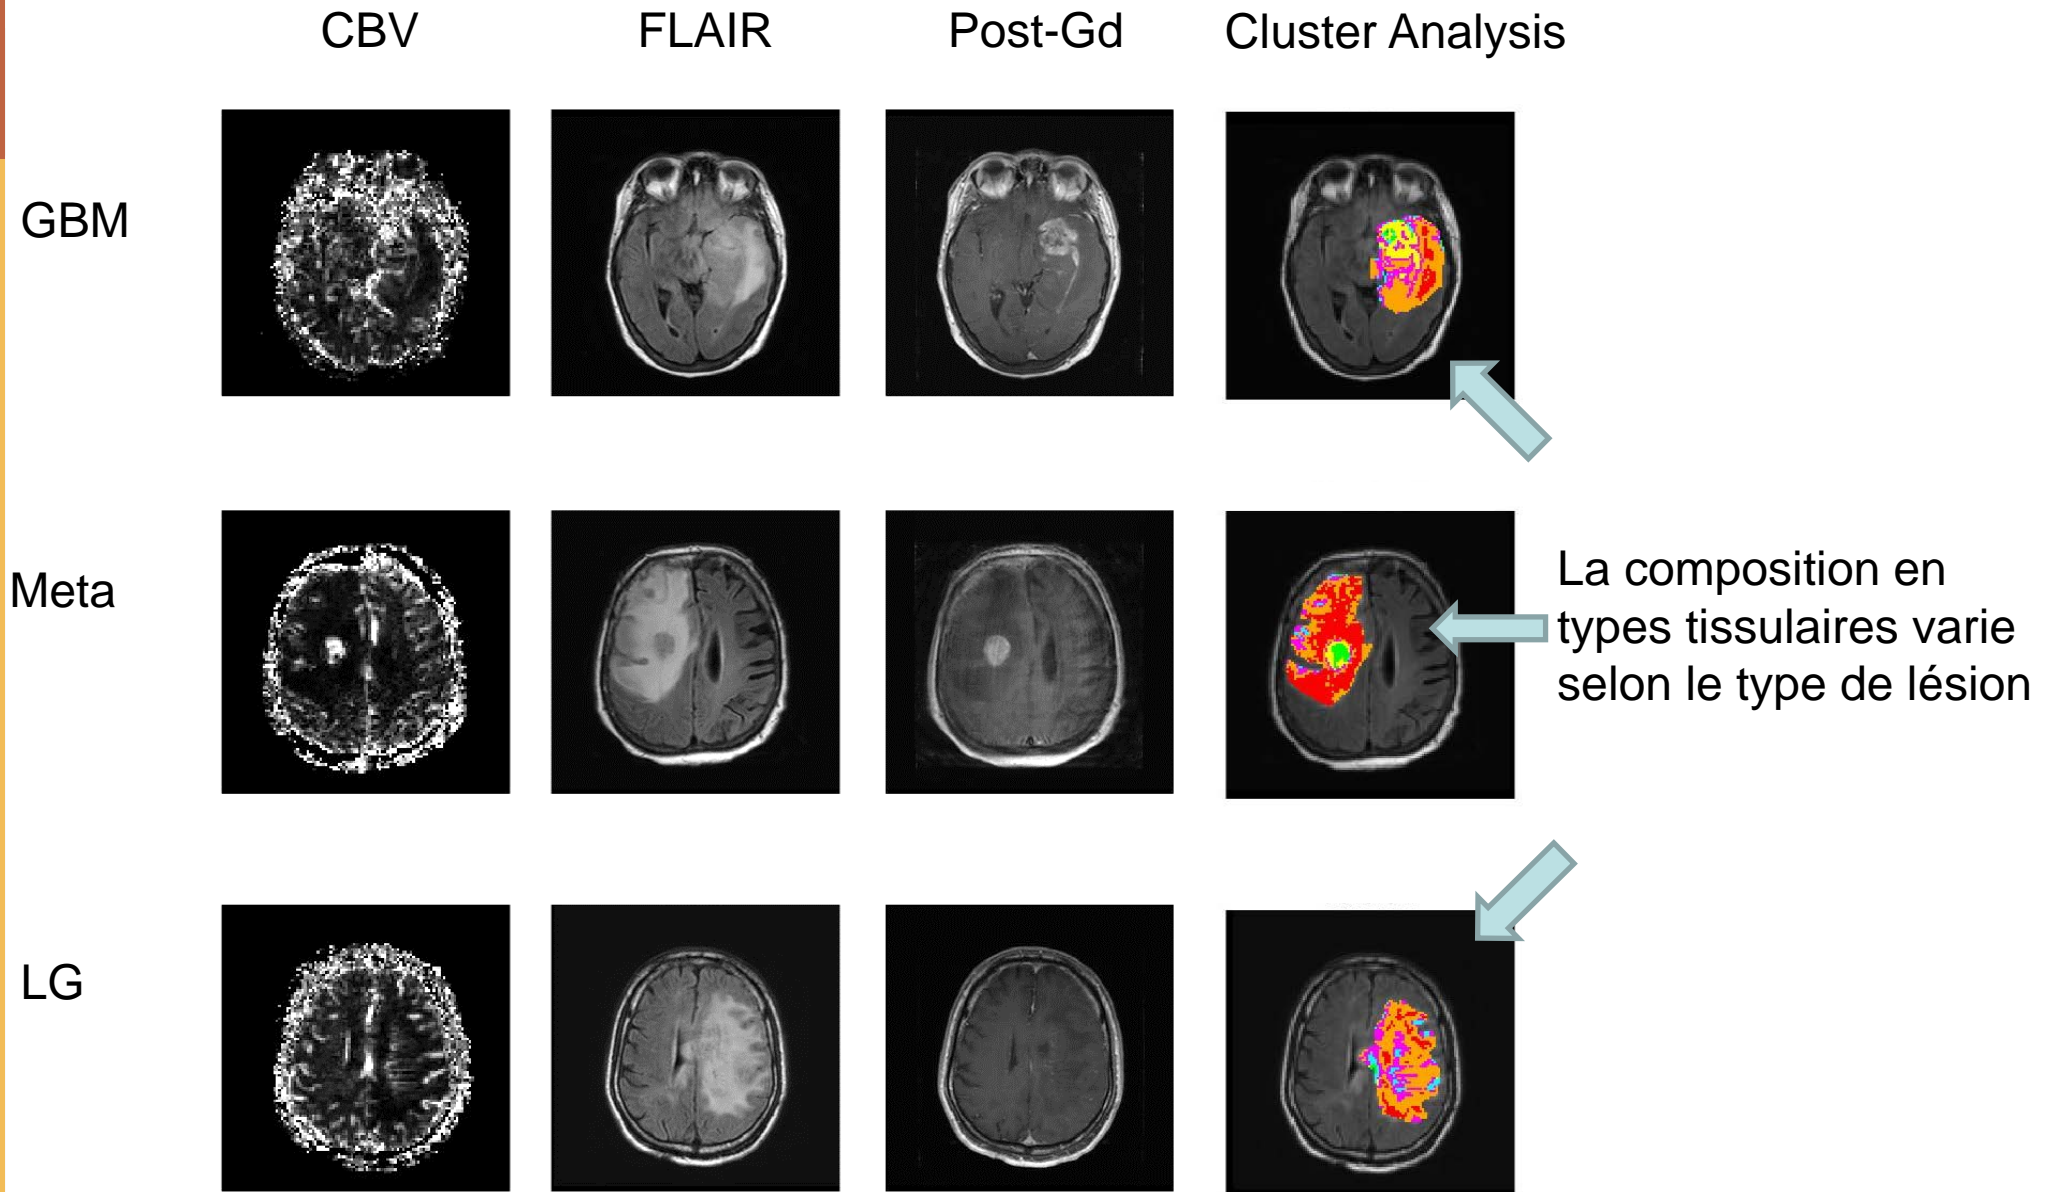 CBV FLAIR Post-Gd Cluster Analysis
GBM
Meta
La composition en
types tissulaires varie
selon le type de lésion
LG